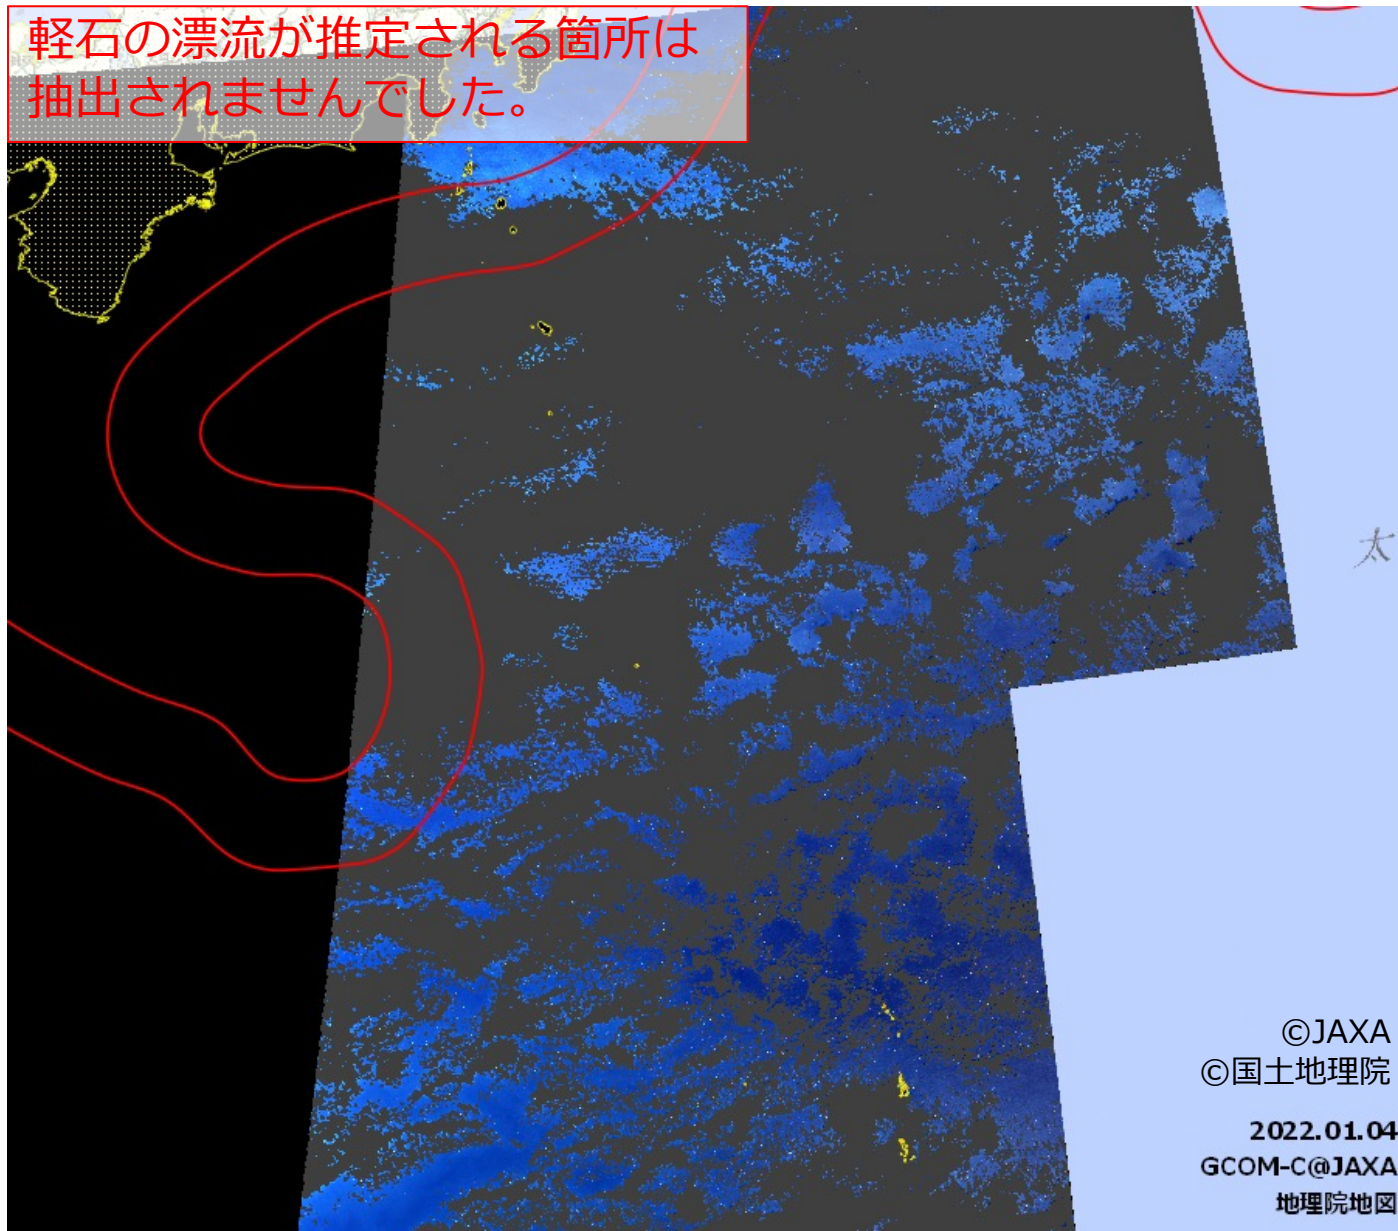 軽石の漂流が推定される箇所は
抽出されませんでした。
太
©JAXA
©国土地理院
2022.01.04
GCOM-C@JAXA
地理院地図